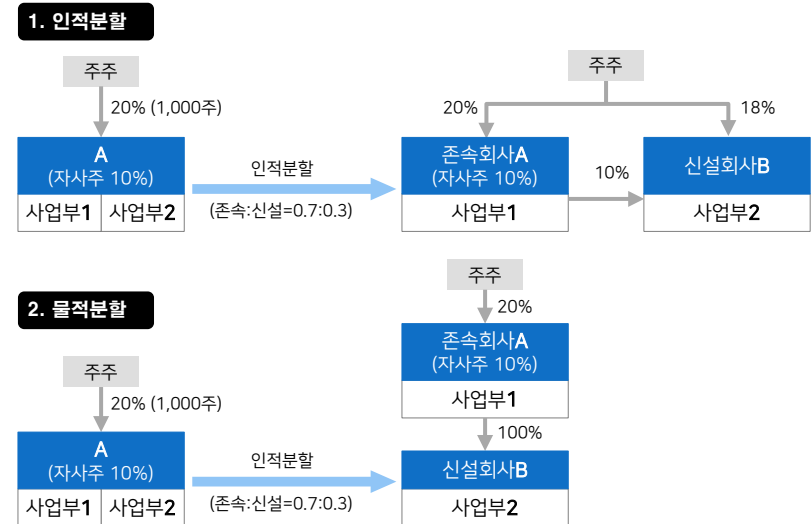 1. 인적분할
주주
20% (1,000주)
A
(자사주 10%)
사업부1 사업부2
인적분할
(존속:신설=0.7:0.3)
주주
20%
18%
존속회사A
(자사주 10%)
사업부1
10%
신설회사B
사업부2
2. 물적분할
주주
20% (1,000주)
A
(자사주 10%)
사업부1 사업부2
인적분할
(존속:신설=0.7:0.3)
주주
20%
존속회사A
(자사주 10%)
사업부1
100%
신설회사B
사업부2